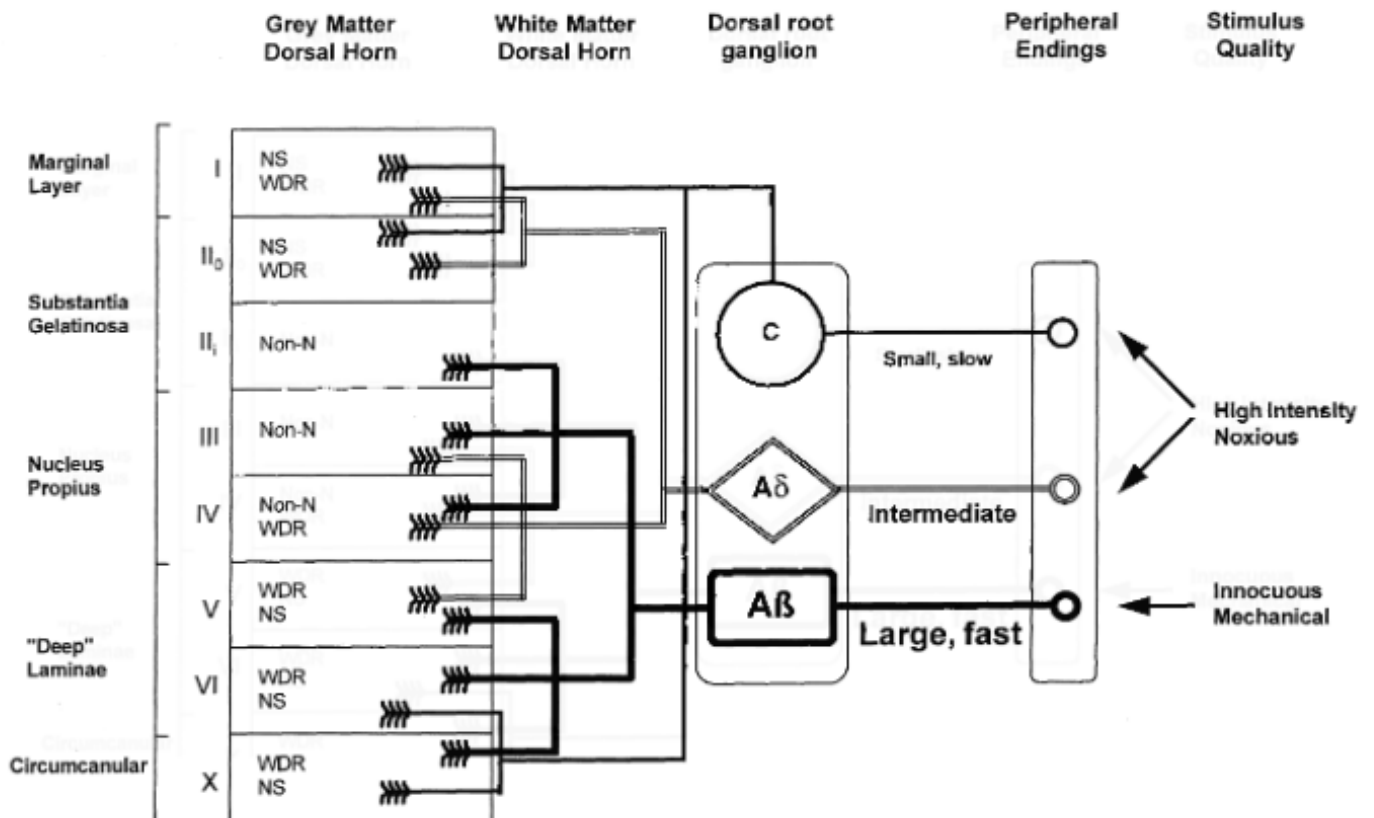 Grey Matter
Dorsal Horn
White Matter
Dorsal Horn
Dorsal root
ganglion
Peripheral
Endings
Stimulus
Quality
Marginal
Layer
I
NS
WDR
Substantia
Gelatinosa
II₀
NS
WDR
IIᵢ
Non-N
Nucleus
Propius
III
Non-N
IV
Non-N
WDR
"Deep"
Laminae
V
WDR
NS
VI
WDR
NS
Circumcanular
X
WDR
NS
C
Small, slow
Aδ
Intermediate
Aß
Large, fast
High Intensity
Noxious
Innocuous
Mechanical